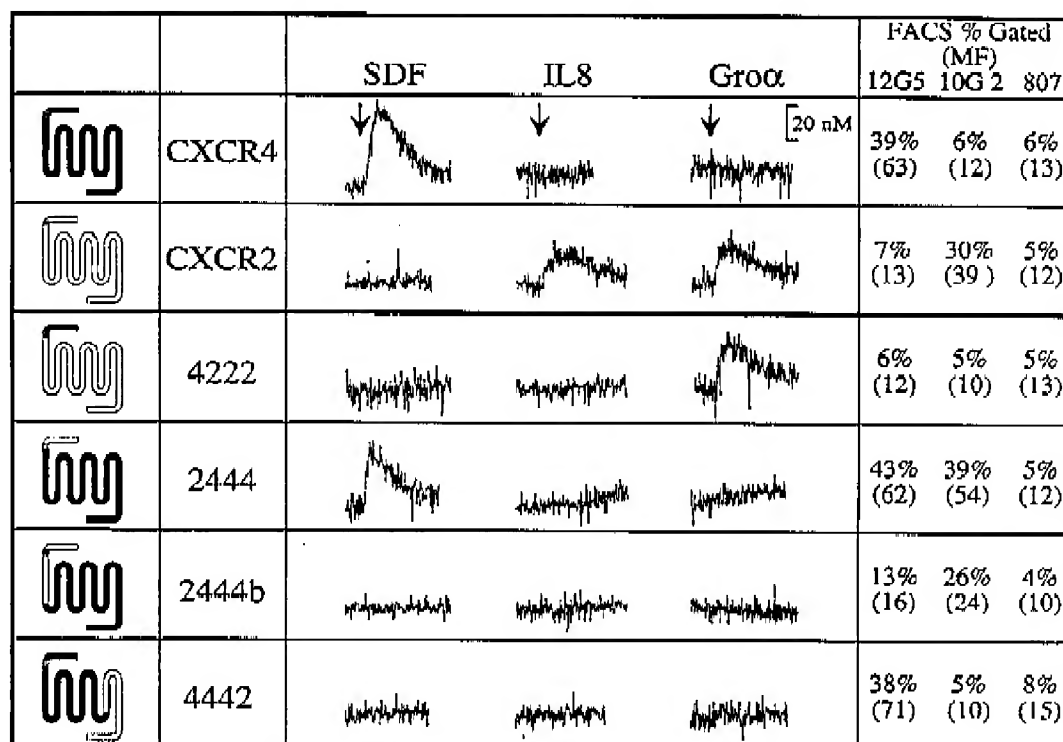 FACS % Gated
(MF)
SDF IL8 Groα 12G5 10G 2 807
20 nM
CXCR4 39% 6% 6%
(63) (12) (13)
CXCR2 7% 30% 5%
(13) (39 ) (12)
4222 6% 5% 5%
(12) (10) (13)
2444 43% 39% 5%
(62) (54) (12)
2444b 13% 26% 4%
(16) (24) (10)
4442 38% 5% 8%
(71) (10) (15)